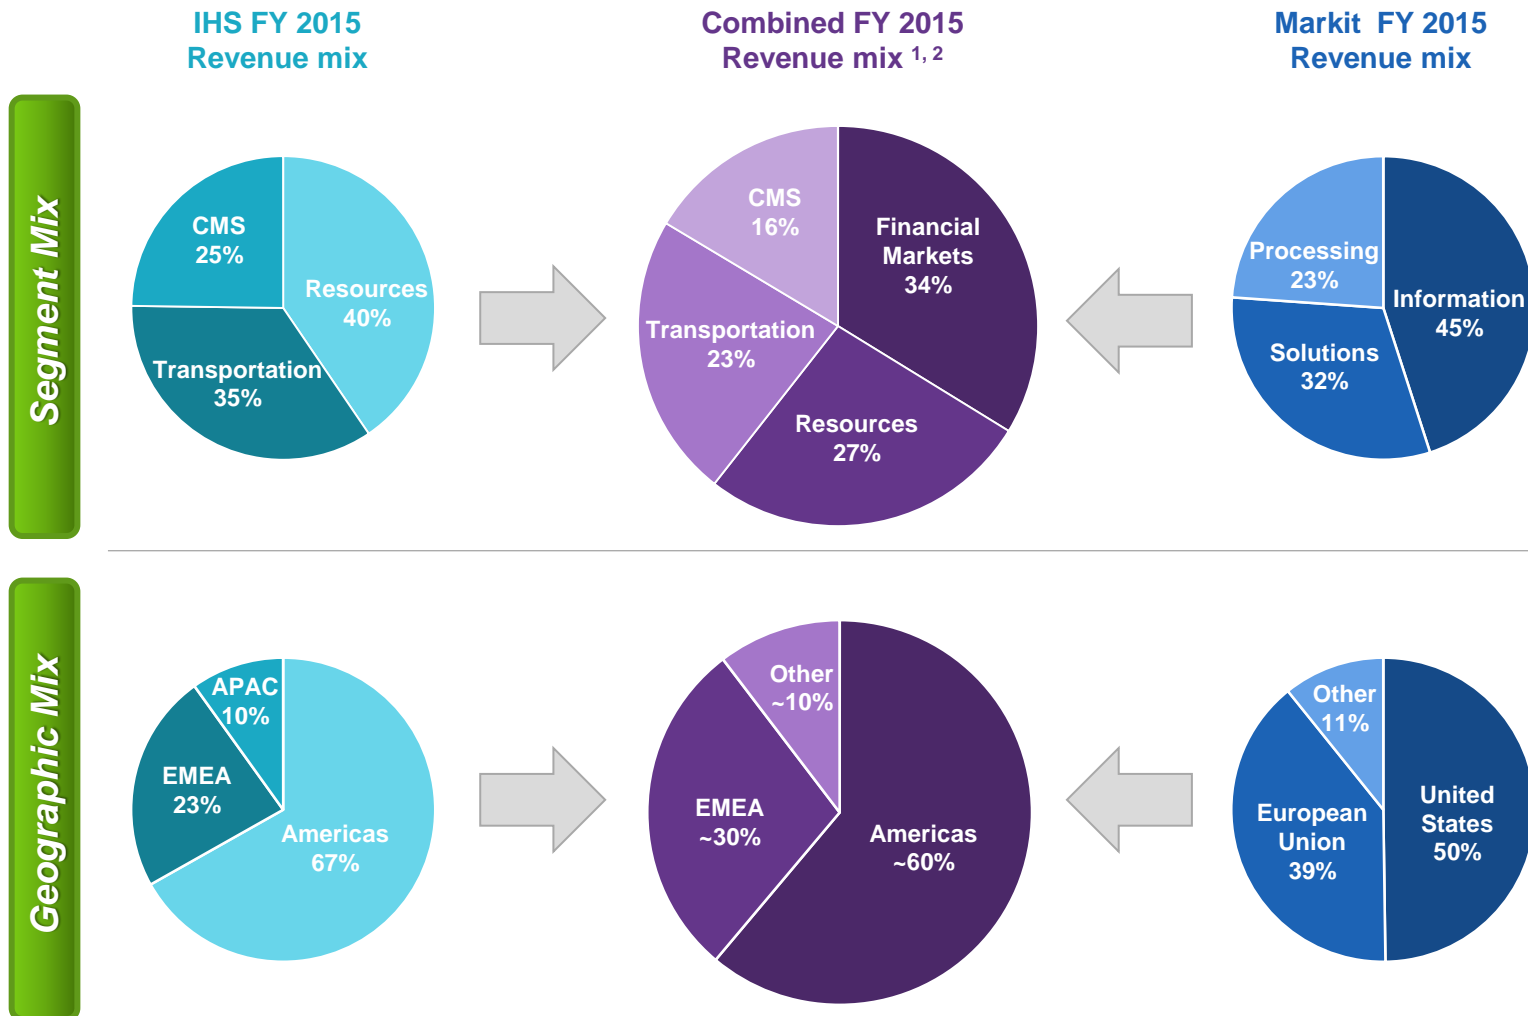 IHS FY 2015
Revenue mix
Combined FY 2015
Revenue mix 1, 2
Markit FY 2015
Revenue mix
Segment Mix
CMS
25%
Resources
40%
Transportation
35%
CMS
16%
Financial
Markets
34%
Transportation
23%
Resources
27%
Processing
23%
Information
45%
Solutions
32%
Geographic Mix
APAC
10%
EMEA
23%
Americas
67%
Other
~10%
EMEA
~30%
Americas
~60%
Other
11%
European
Union
39%
United
States
50%